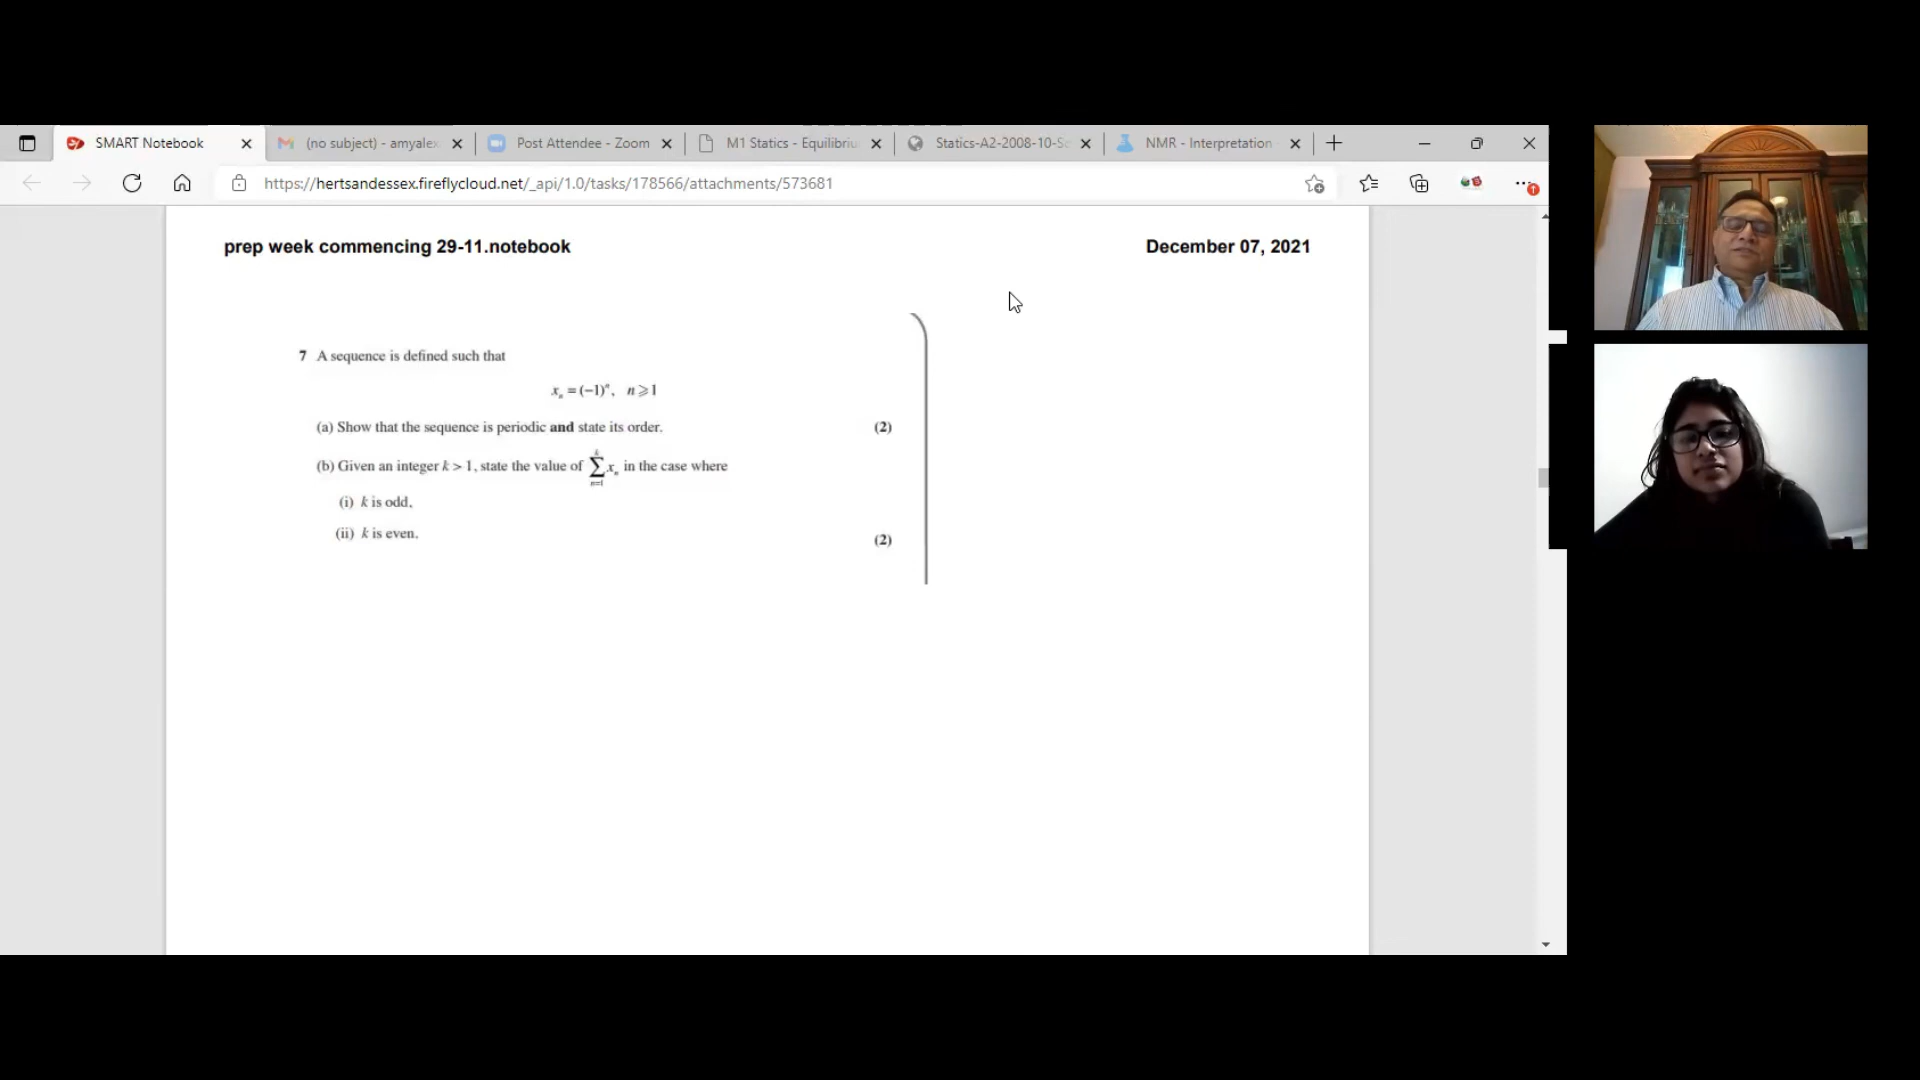 SMART Notebook
(no subject) - amyalex
Post Attendee - Zoom
M1 Statics - Equilibriu
Statics-A2-2008-10-So
NMR - Interpretation
https://hertsandessex.fireflycloud.net/_api/1.0/tasks/178566/attachments/573681
prep week commencing 29-11.notebook
December 07, 2021
7 A sequence is defined such that
xₙ = (−1)ⁿ, n ⩾ 1
(a) Show that the sequence is periodic and state its order. (2)
(b) Given an integer k > 1, state the value of ∑ₙ₌₁ᵏ xₙ in the case where
(i) k is odd,
(ii) k is even.
(2)